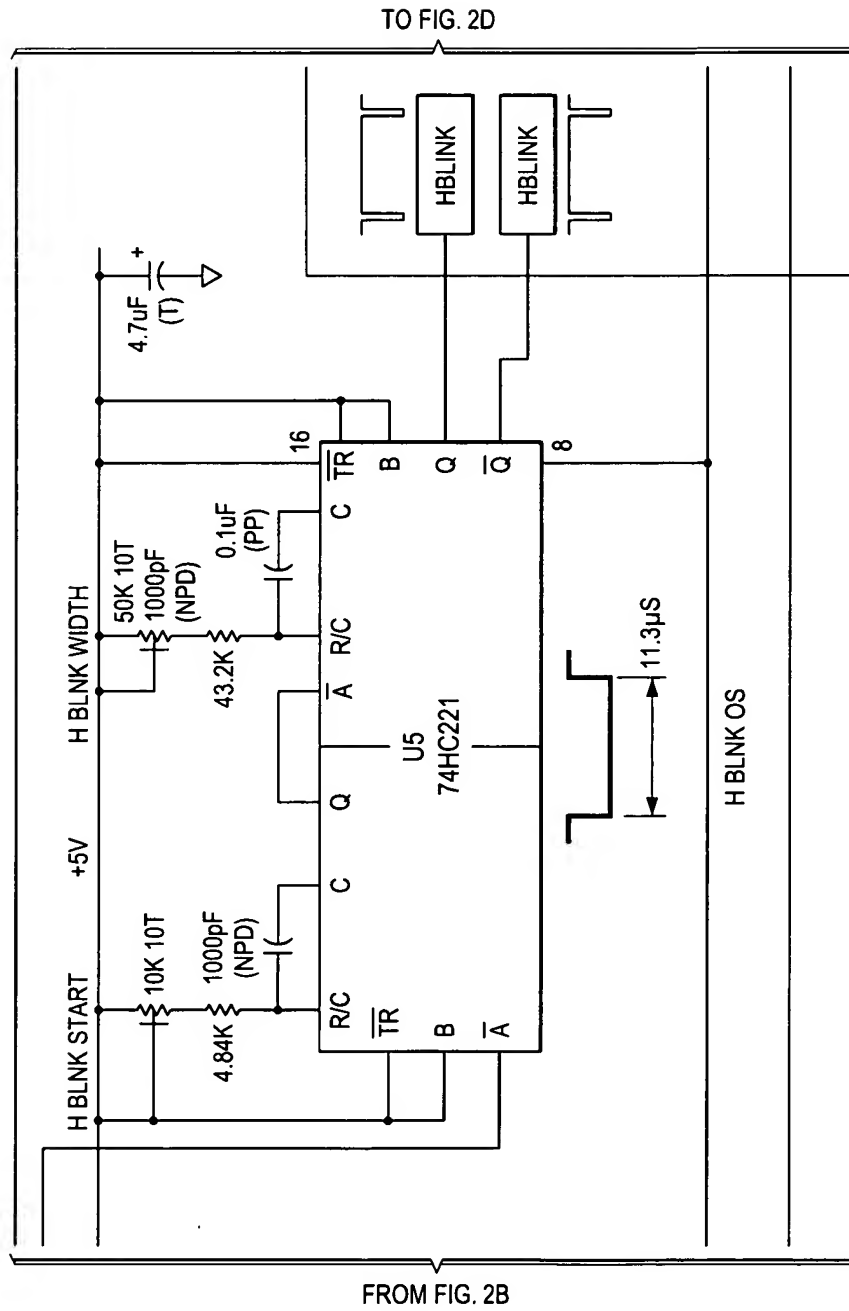 TO FIG. 2D
HBLINK
HBLINK
+
4.7uF
(T)
H BLNK WIDTH
50K 10T
1000pF
(NPD)
43.2K
0.1uF
(PP)
16
8
TR
B
Q
Q
C
R/C
A
U5
74HC221
Q
C
R/C
TR
B
A
+5V
H BLNK START
10K 10T
4.84K
1000pF
(NPD)
11.3µS
H BLNK OS
FROM FIG. 2B